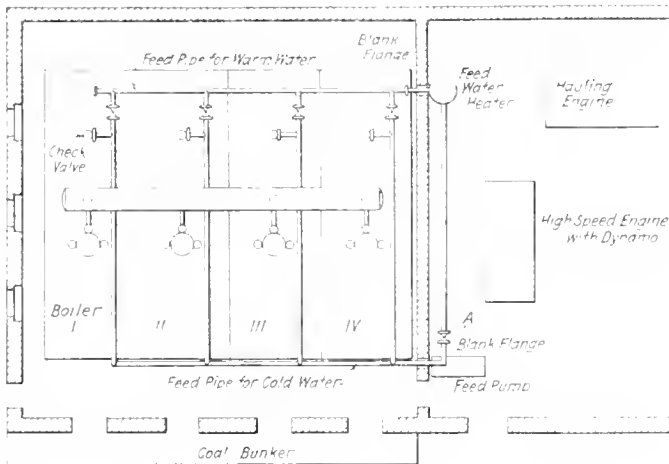 Feed Pipe for Warm Water
Blank
Flange
Feed
Water
Heater
Hauling
Engine
Check
Valve
High Speed Engine
with Dynamo
Boiler
I
II
III
IV
A
Blank Flange
Feed Pipe for Cold Water
Feed Pump
Coal Bunker